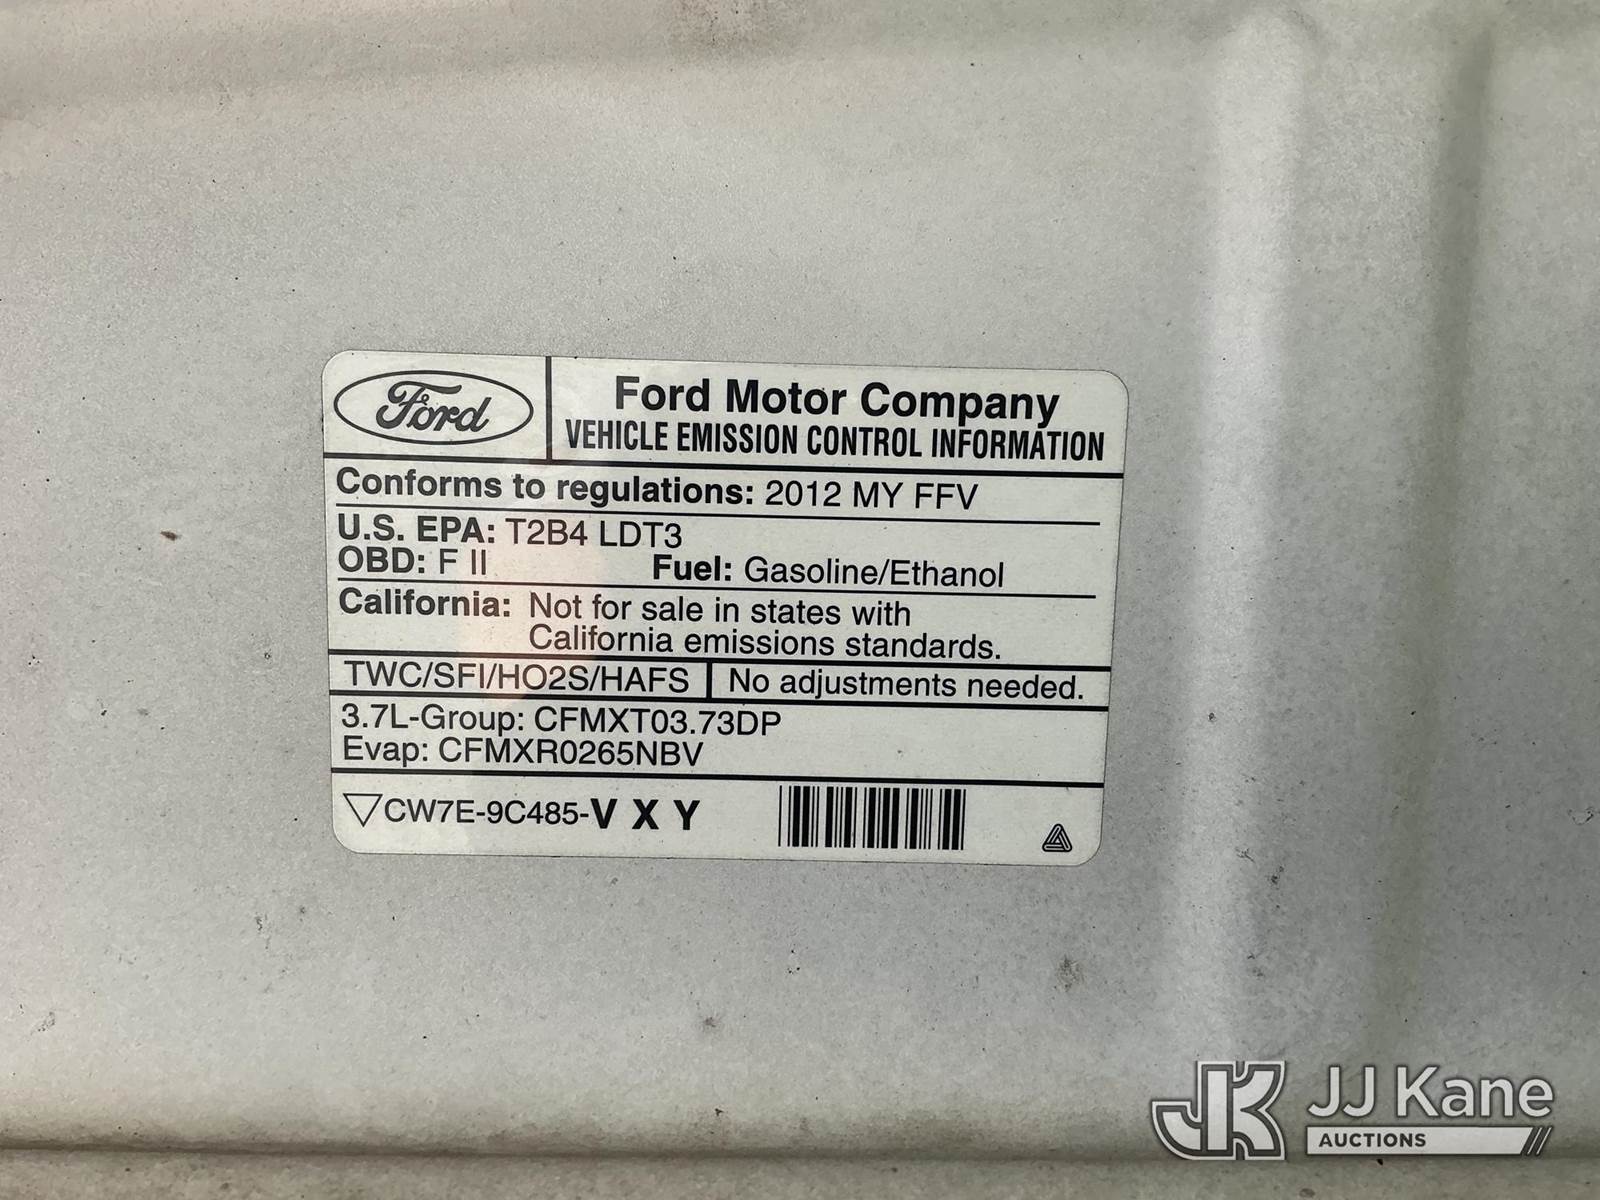 Ford
Ford Motor Company
VEHICLE EMISSION CONTROL INFORMATION
Conforms to regulations: 2012 MY FFV
U.S. EPA: T2B4 LDT3
OBD: F II Fuel: Gasoline/Ethanol
California: Not for sale in states with
California emissions standards.
TWC/SFI/HO2S/HAFS No adjustments needed.
3.7L-Group: CFMXT03.73DP
Evap: CFMXR0265NBV
CW7E-9C485-V X Y
JK JJ Kane
AUCTIONS